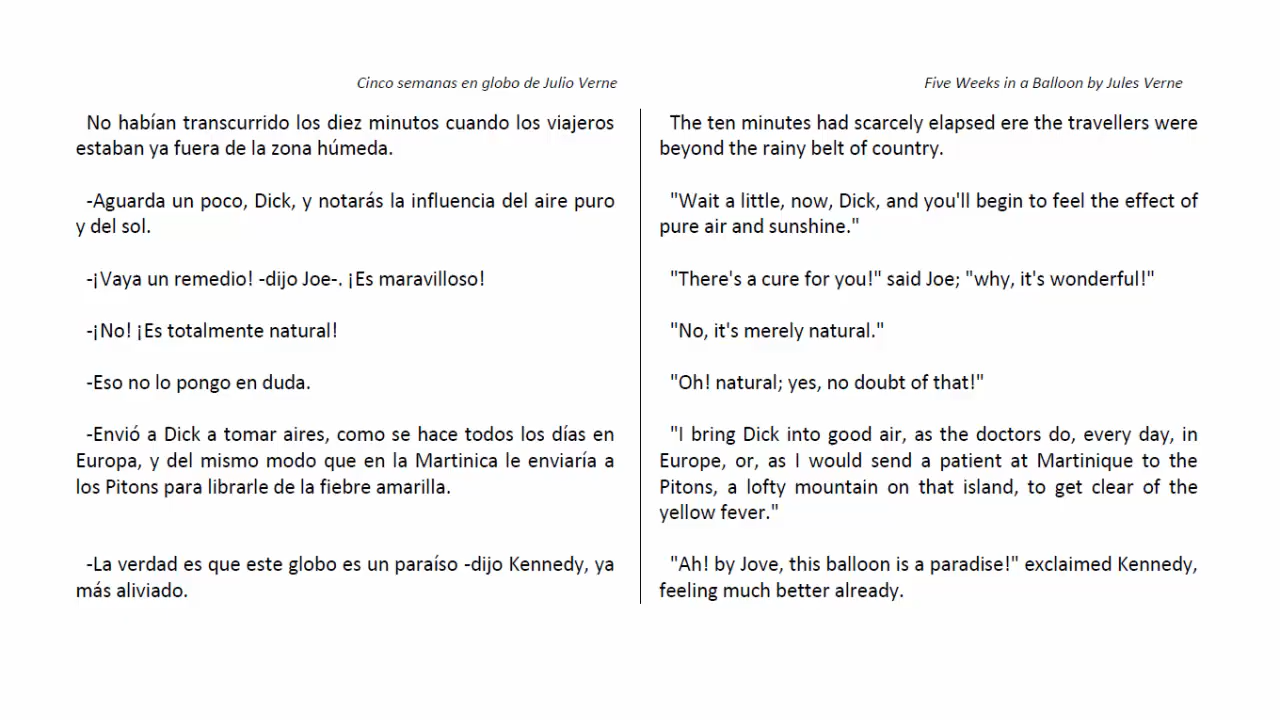 Cinco semanas en globo de Julio Verne
No habían transcurrido los diez minutos cuando los viajeros
estaban ya fuera de la zona húmeda.
-Aguarda un poco, Dick, y notarás la influencia del aire puro
y del sol.
-¡Vaya un remedio! -dijo Joe-. ¡Es maravilloso!
-¡No! ¡Es totalmente natural!
-Eso no lo pongo en duda.
-Envió a Dick a tomar aires, como se hace todos los días en
Europa, y del mismo modo que en la Martinica le enviaría a
los Pitons para librarle de la fiebre amarilla.
-La verdad es que este globo es un paraíso -dijo Kennedy, ya
más aliviado.
Five Weeks in a Balloon by Jules Verne
The ten minutes had scarcely elapsed ere the travellers were
beyond the rainy belt of country.
"Wait a little, now, Dick, and you'll begin to feel the effect of
pure air and sunshine."
"There's a cure for you!" said Joe; "why, it's wonderful!"
"No, it's merely natural."
"Oh! natural; yes, no doubt of that!"
"I bring Dick into good air, as the doctors do, every day, in
Europe, or, as I would send a patient at Martinique to the
Pitons, a lofty mountain on that island, to get clear of the
yellow fever."
"Ah! by Jove, this balloon is a paradise!" exclaimed Kennedy,
feeling much better already.